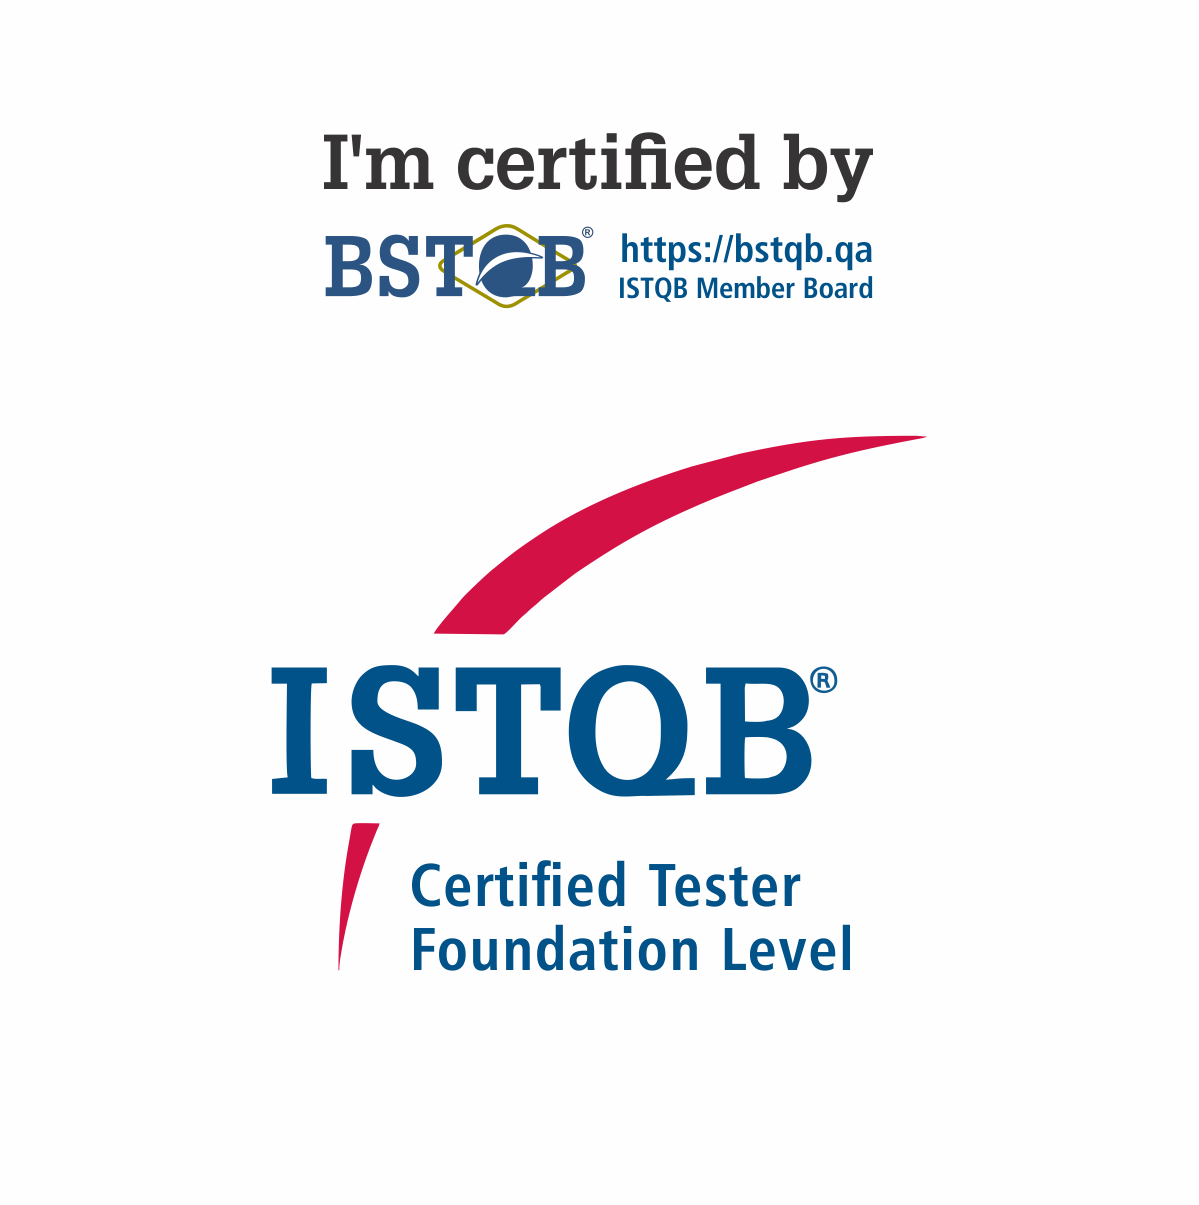 I'm certified by
BSTQB®
https://bstqb.qa
ISTQB Member Board
ISTQB®
Certified Tester
Foundation Level